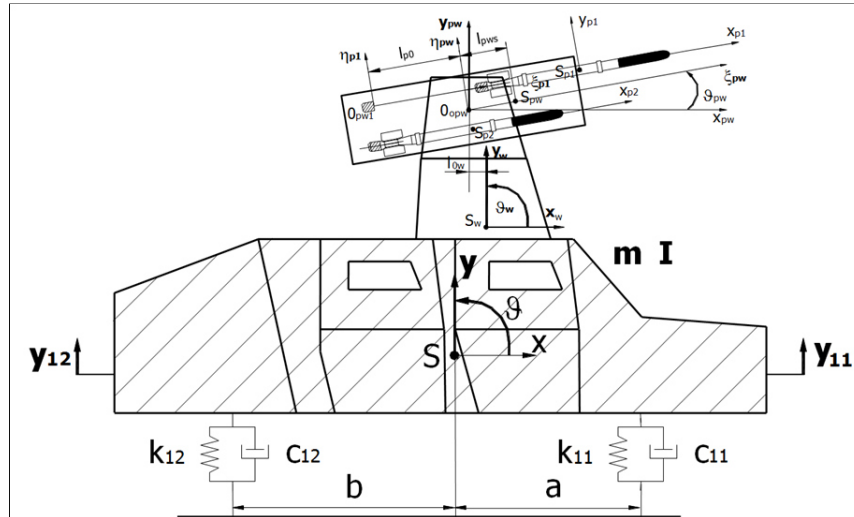 y_pw
y_p1
x_p1
η_p1
l_p0
η_pw
l_pws
S_p1
ξ_p1
ξ_pw
0_pw1
0_opw
S_pw
x_p2
ϑ_pw
x_pw
S_p2
y_w
l_0w
ϑ_w
S_w
x_w
m I
y
ϑ
S
x
y_12
y_11
k_12
c_12
k_11
c_11
b
a